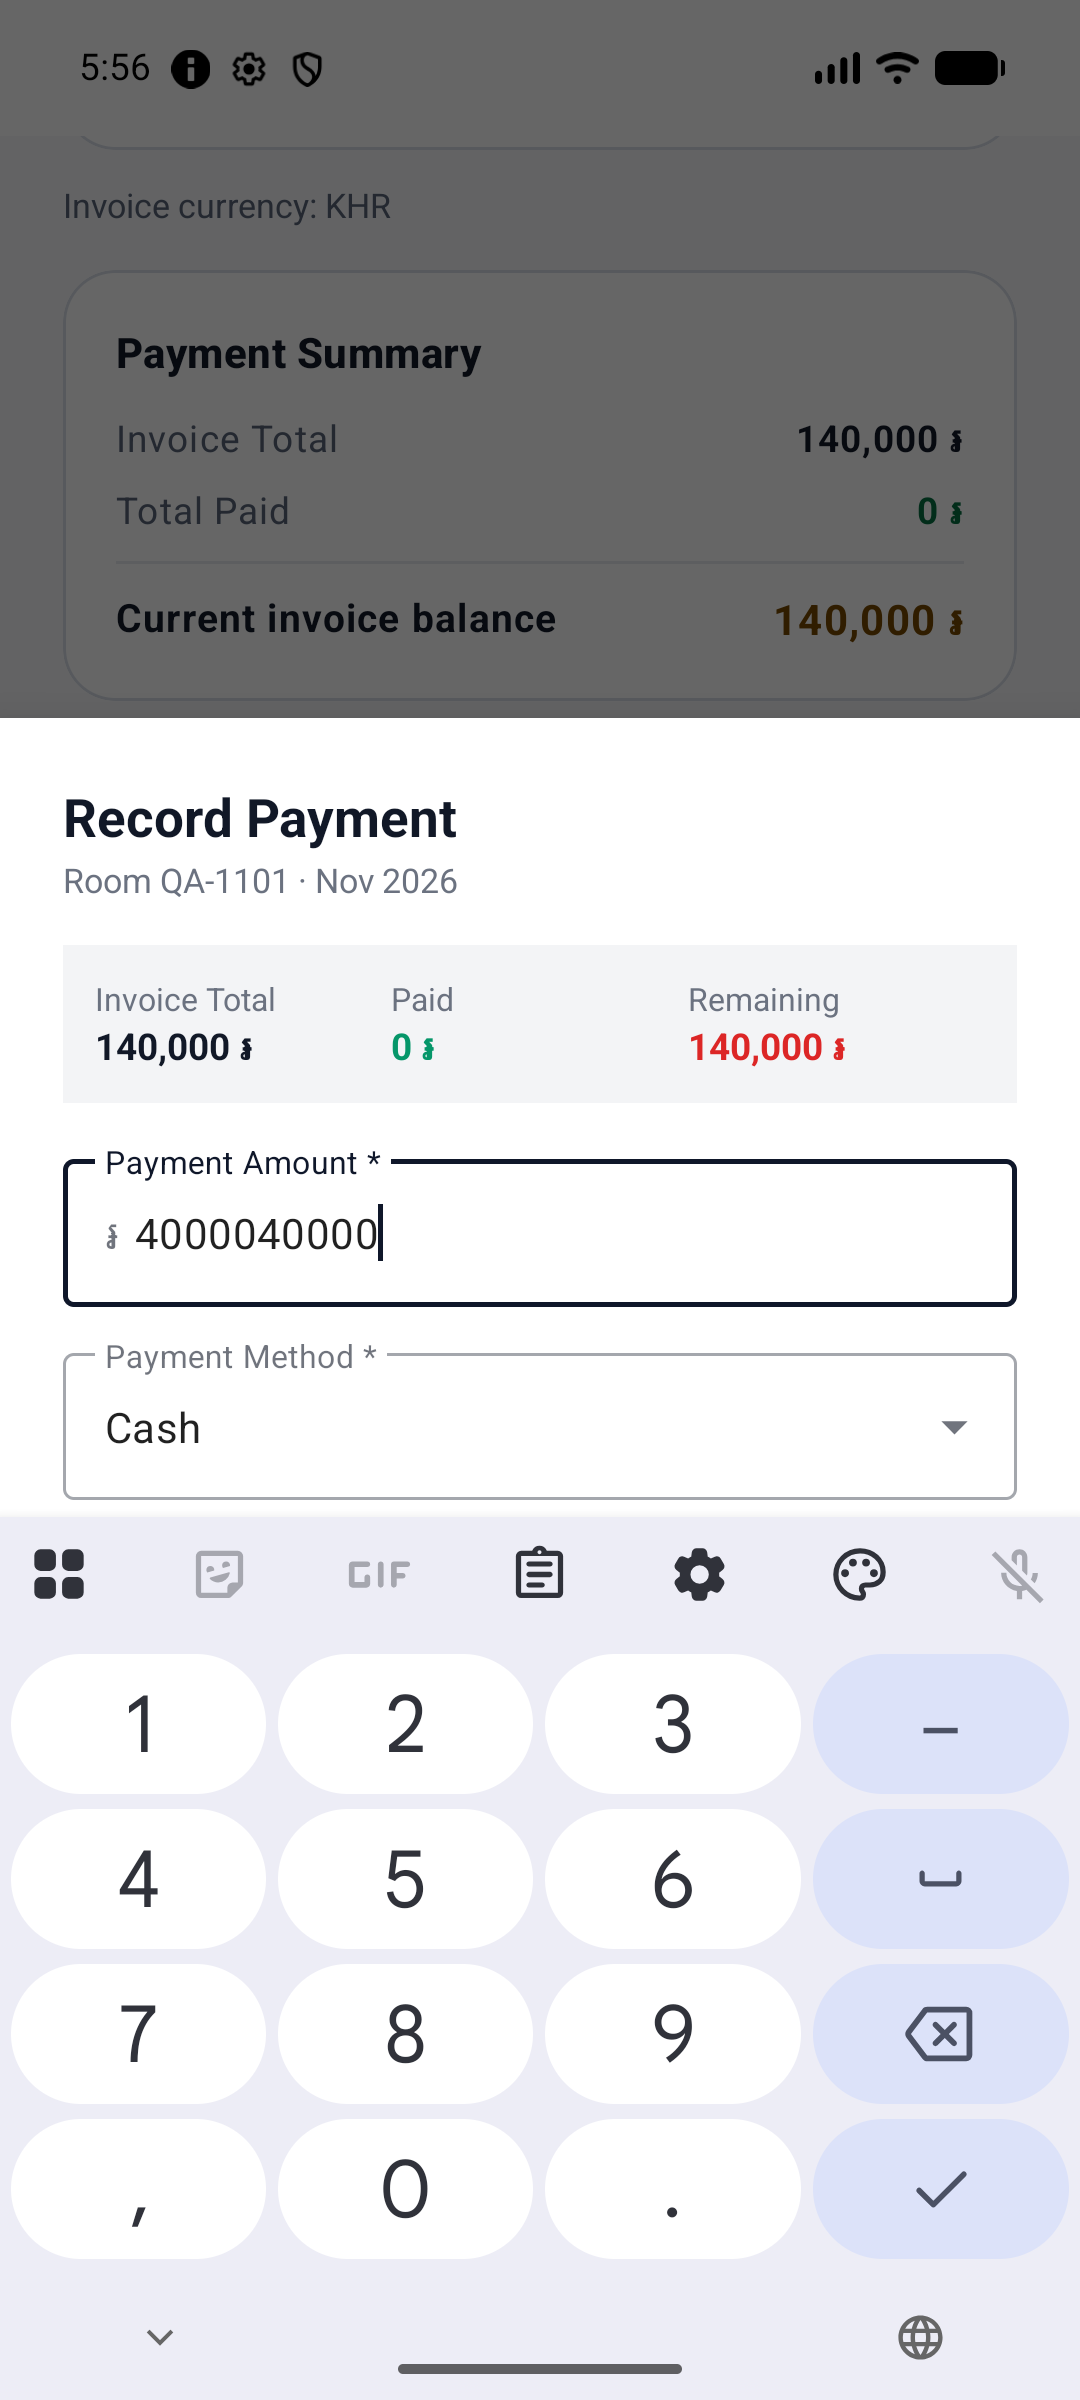 5:56
Invoice currency: KHR
Payment Summary
Invoice Total 140,000 ៛
Total Paid 0 ៛
Current invoice balance 140,000 ៛
Record Payment
Room QA-1101 · Nov 2026
Invoice Total Paid Remaining
140,000 ៛ 0 ៛ 140,000 ៛
Payment Amount *
៛ 4000040000
Payment Method *
Cash
GIF
1 2 3 –
4 5 6
7 8 9
, 0 .